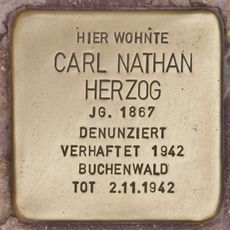 HIER WOHNTE
CARL NATHAN
HERZOG
JG. 1867
DENUNZIERT
VERHAFTET 1942
BUCHENWALD
TOT 2.11.1942